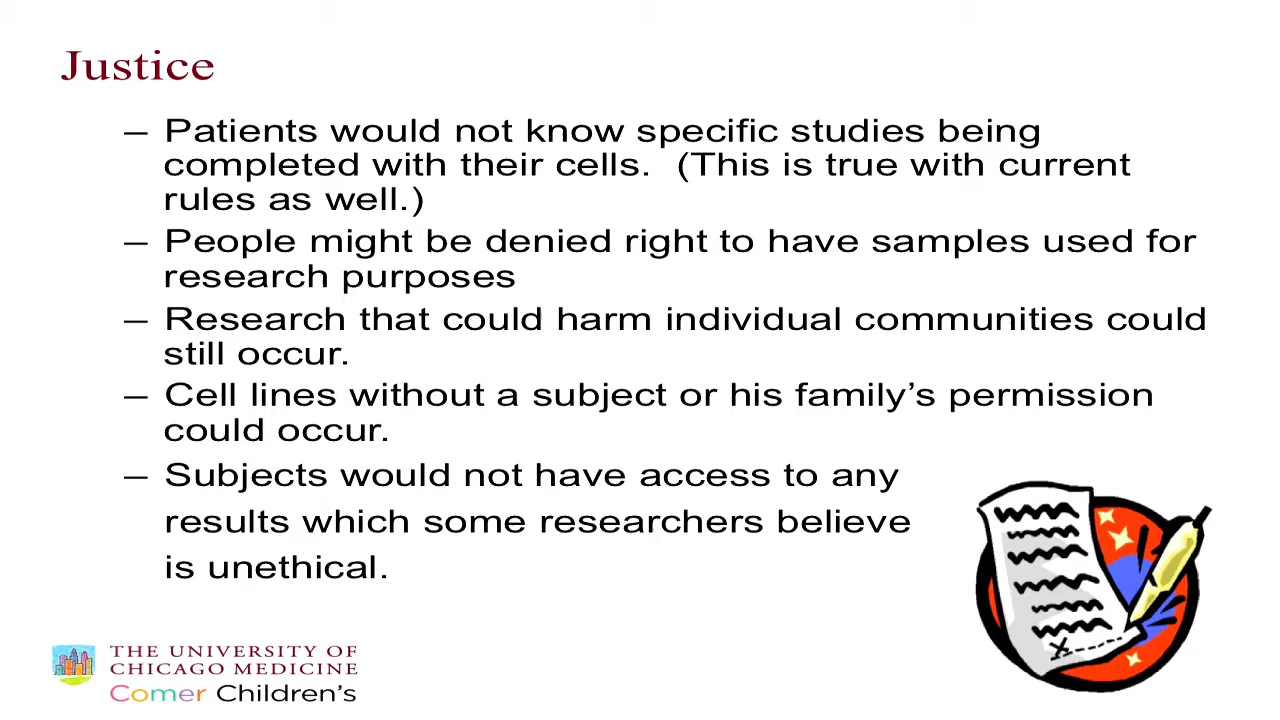 Justice
– Patients would not know specific studies being
completed with their cells.  (This is true with current
rules as well.)
– People might be denied right to have samples used for
research purposes
– Research that could harm individual communities could
still occur.
– Cell lines without a subject or his family’s permission
could occur.
– Subjects would not have access to any
results which some researchers believe
is unethical.
X
THE UNIVERSITY OF
CHICAGO MEDICINE
Comer Children’s